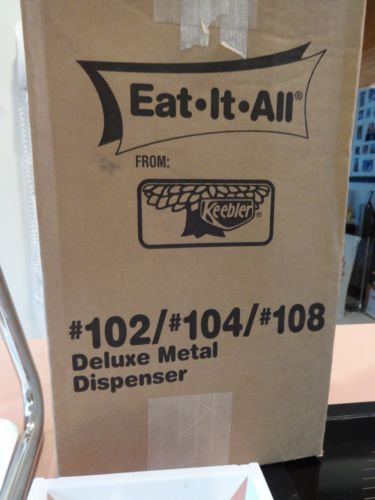 Eat•It•All®
FROM:
Keebler®
#102/#104/#108
Deluxe Metal
Dispenser